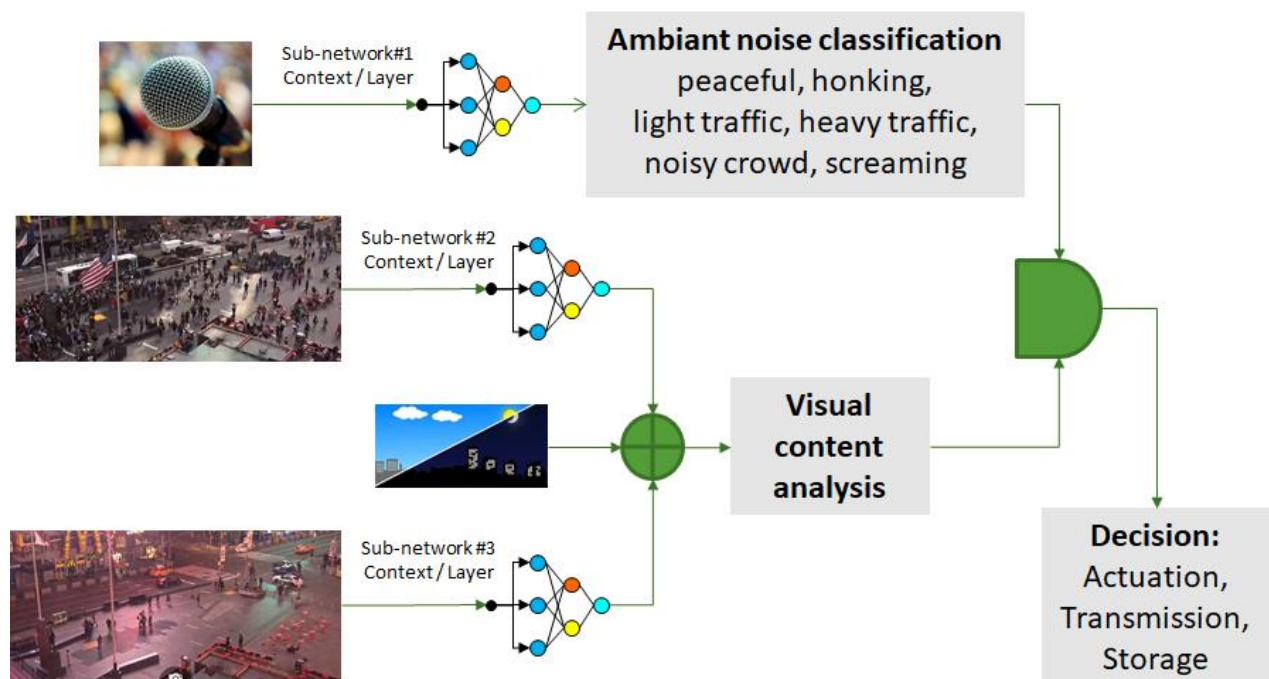 Sub-network#1
Context / Layer
Ambiant noise classification
peaceful, honking,
light traffic, heavy traffic,
noisy crowd, screaming
Sub-network #2
Context / Layer
Visual
content
analysis
Sub-network #3
Context / Layer
Decision:
Actuation,
Transmission,
Storage